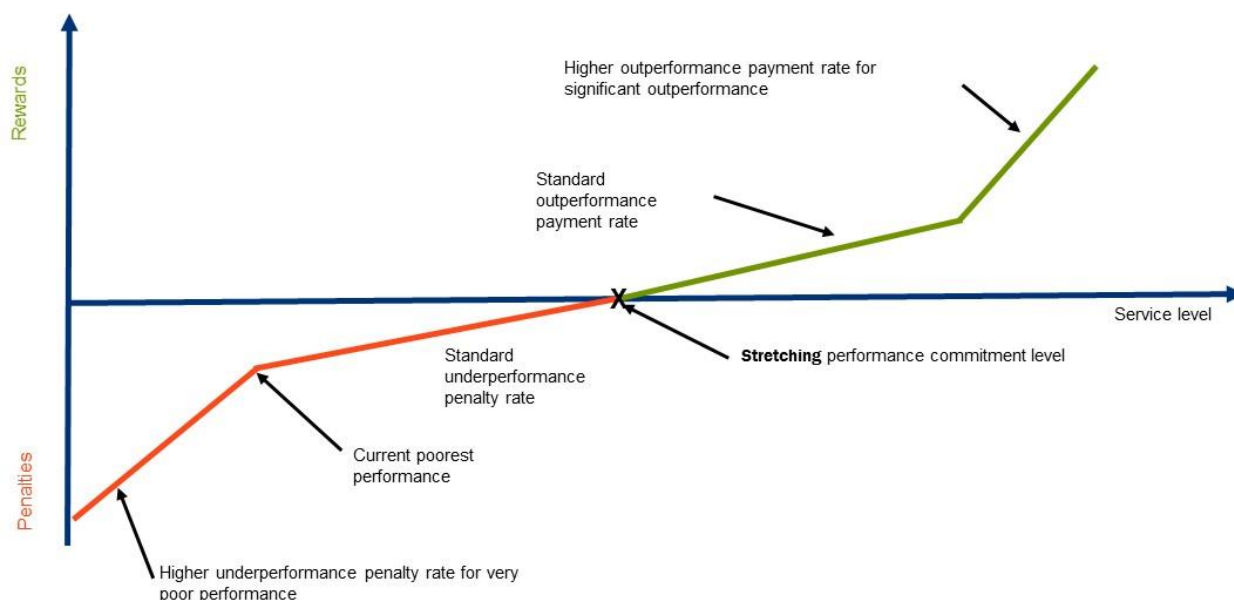 Rewards
Higher outperformance payment rate for
significant outperformance
Standard
outperformance
payment rate
X
Service level
Stretching performance commitment level
Standard
underperformance
penalty rate
Current poorest
performance
Penalties
Higher underperformance penalty rate for very
poor performance